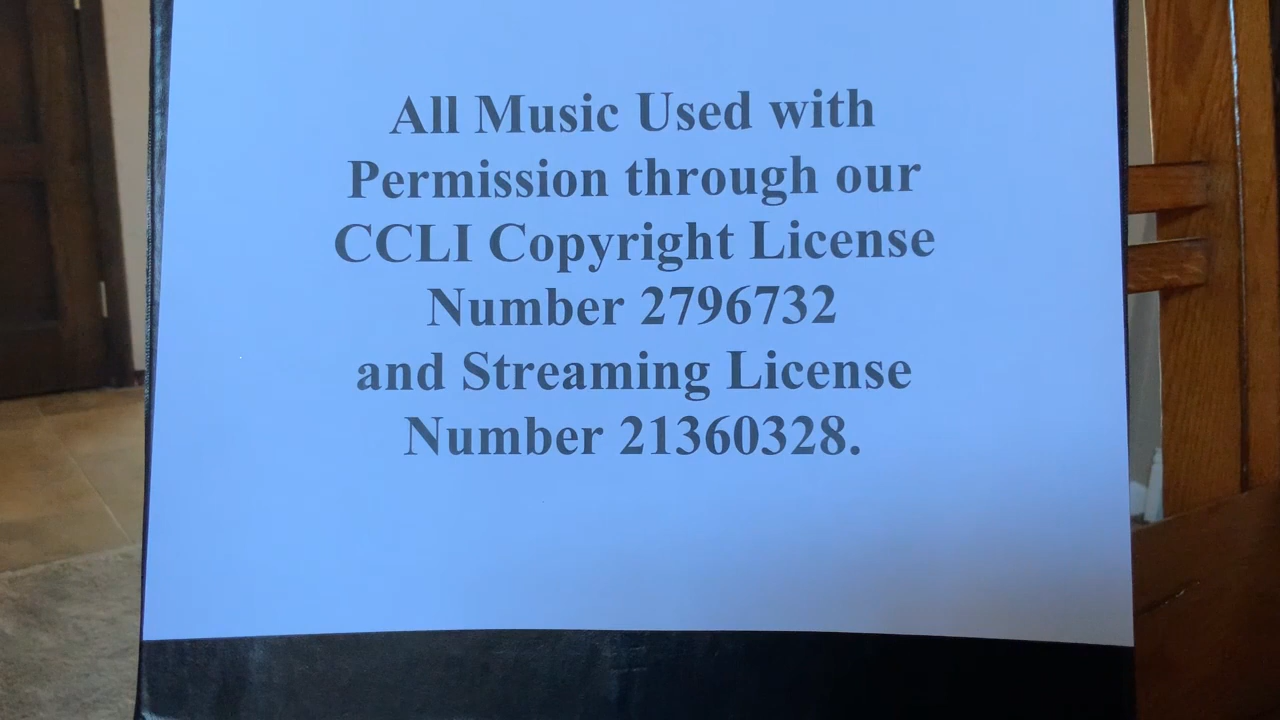 All Music Used with
Permission through our
CCLI Copyright License
Number 2796732
and Streaming License
Number 21360328.